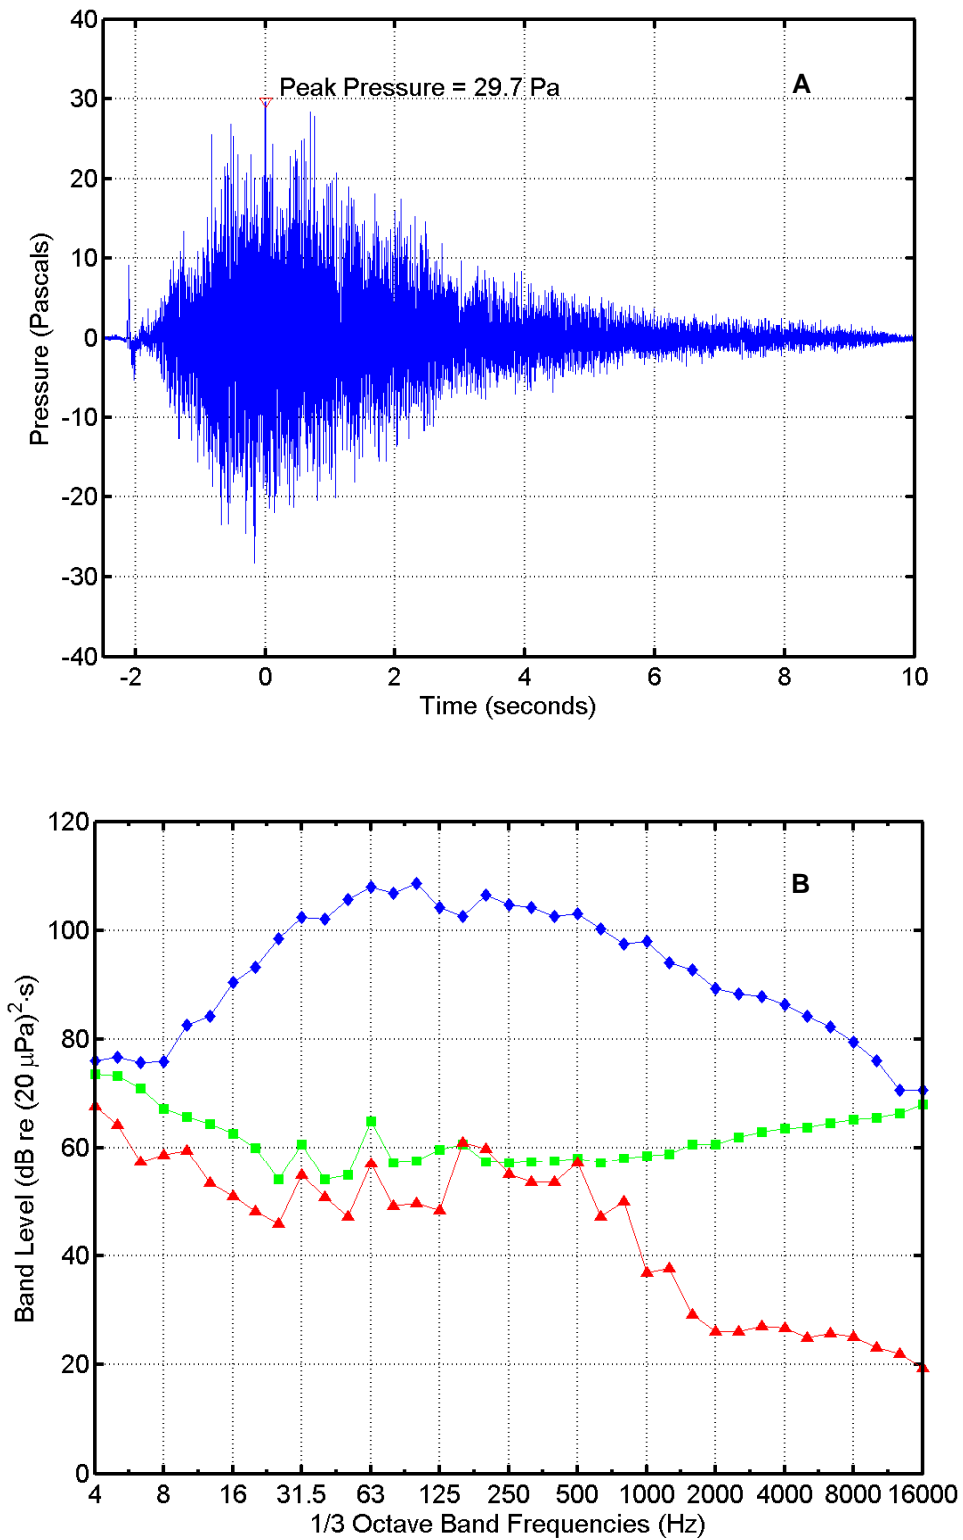 40
Peak Pressure = 29.7 Pa
A
30
20
10
0
-10
-20
-30
-40
Pressure (Pascals)
-2 0 2 4 6 8 10
Time (seconds)
120
B
100
80
60
40
20
0
Band Level (dB re (20 µPa)²·s)
4 8 16 31.5 63 125 250 500 1000 2000 4000 8000 16000
1/3 Octave Band Frequencies (Hz)